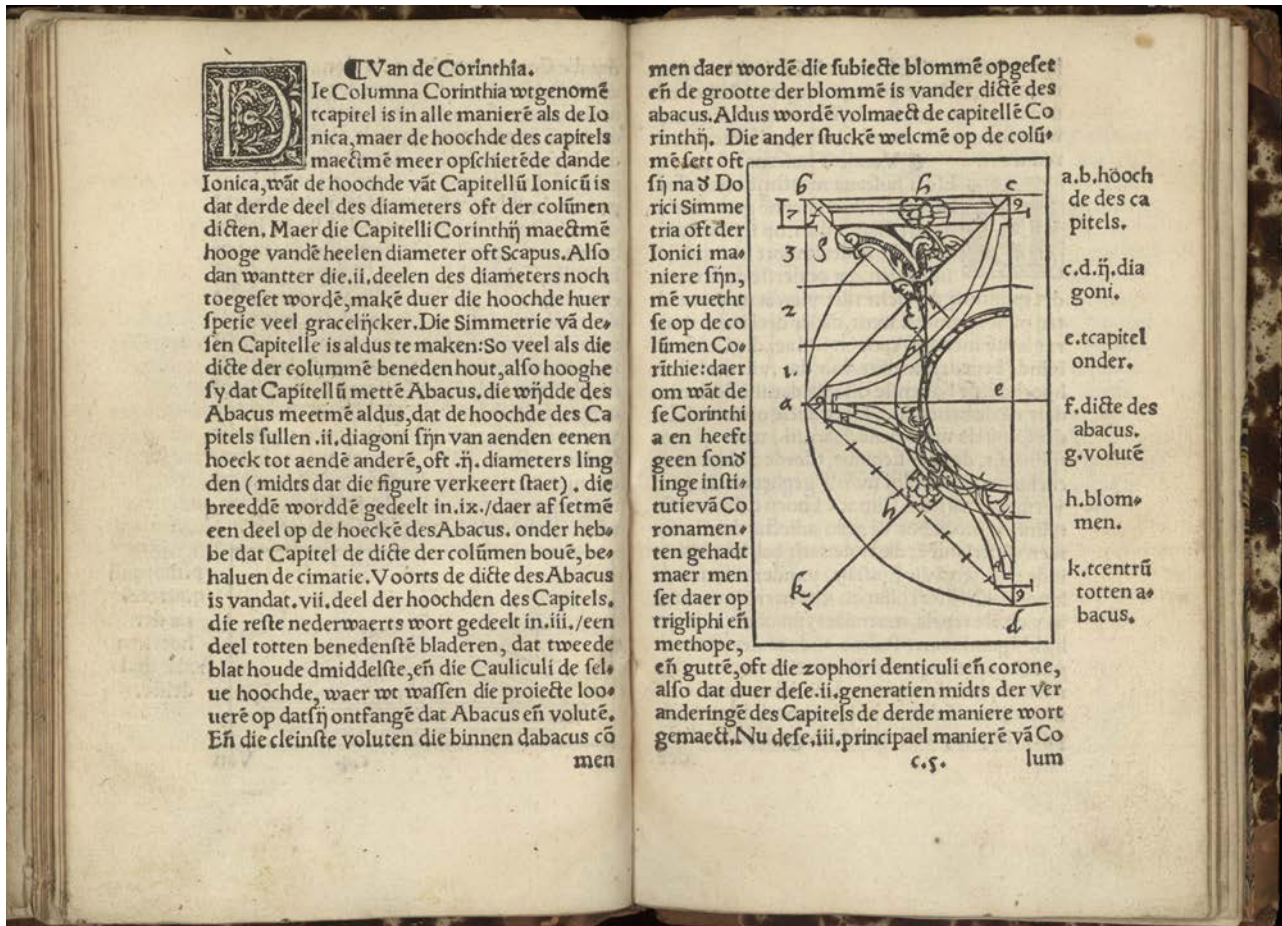 ¶Van de Corinthia.
DIe Columna Corinthia wtgenomē
tcapitel is in alle manierē als de Io
nica, maer de hoochde des capitels
maectmē meer opschietēde dande
Ionica, wāt de hoochde vāt Capitellū Ionicū is
dat derde deel des diameters oft der colūnen
dicten. Maer die Capitelli Corinthij maectmē
hooge vandē heelen diameter oft Scapus. Also
dan wantter die .ii. deelen des diameters noch
toegeset wordē, makē duer die hoochde huer
spetie veel gracelijcker. Die Simmetrie vā de⸗
sen Capitelle is aldus te maken: So veel als die
dicte der columnē beneden hout, also hooghe
sy dat Capitellū mettē Abacus. die wijdde des
Abacus meetmē aldus, dat de hoochde des Ca
pitels sullen .ii. diagoni sijn van aenden eenen
hoeck tot aendē anderē, oft .ij. diameters ling
den ( midts dat die figure verkeert staet) . die
breeddē worddē gedeelt in .ix./daer af setmē
een deel op de hoeckē des Abacus. onder heb⸗
be dat Capitel de dicte der colūmen bouē, be⸗
haluen de cimatie. Voorts de dicte des Abacus
is vandat .vii. deel der hoochden des Capitels.
die reste nederwaerts wort gedeelt in .iii./een
deel totten benedenstē bladeren, dat tweede
blat houde dmiddelste, eñ die Cauliculi de sel⸗
ue hoochde, waer wt wassen die proiecte loo⸗
uerē op datsij ontfangē dat Abacus eñ volutē.
Eñ die cleinste voluten die binnen dabacus cō
men
men daer wordē die subiecte blommē opgeset
eñ de grootte der blommē is vander dictē des
abacus. Aldus wordē volmaect de capitellē Co
rinthij. Die ander stuckē welcmē op de colū⸗
mē sett oft
sij na ð Do
rici Simme
tria oft der
Ionici ma⸗
niere sijn,
mē vuecht
se op de co
lūmen Co⸗
rīthie: daer
om wāt de
se Corinthi
a en heeft
geen sonð
linge insti⸗
tutie vā Co
ronamen⸗
ten gehadt
maer men
set daer op
trigliphi eñ
methope,
b h c
7 9
3 g
2
1
a 9 e
h
k 9
d
a.b. hooch
de des ca
pitels.
c.d. ij. dia
goni.
e. tcapitel
onder.
f. dicte des
abacus.
g. volutē
h. blom⸗
men.
k. tcentrū
totten a⸗
bacus.
eñ guttē, oft die zophori denticuli eñ corone,
also dat duer dese .ii. generatien midts der ver
anderingē des Capitels de derde maniere wort
gemaect. Nu dese .iii. principael manierē vā Co
c.5. lum